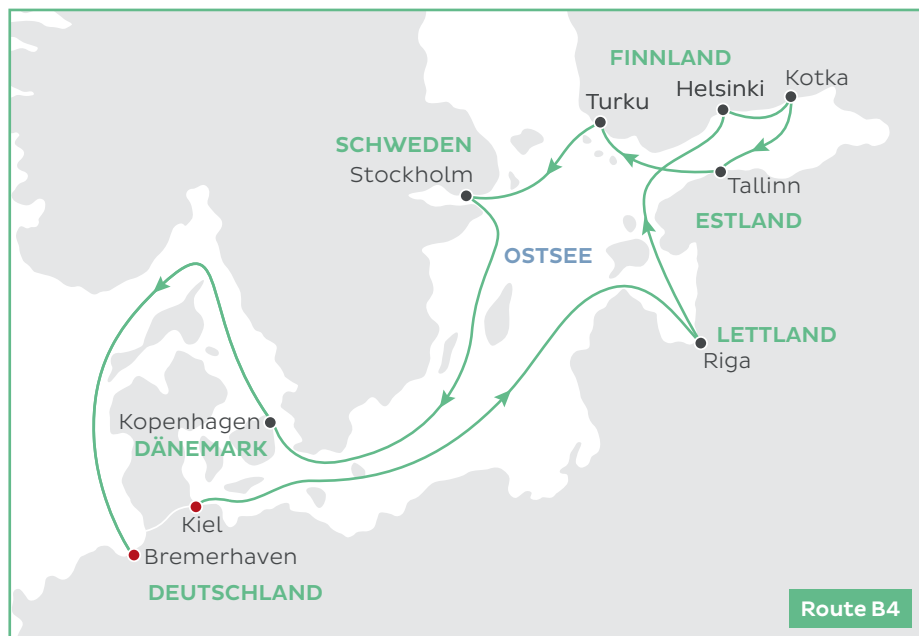 FINNLAND
Kotka
Helsinki
Turku
SCHWEDEN
Stockholm
Tallinn
ESTLAND
OSTSEE
LETTLAND
Riga
Kopenhagen
DÄNEMARK
Kiel
Bremerhaven
DEUTSCHLAND
Route B4